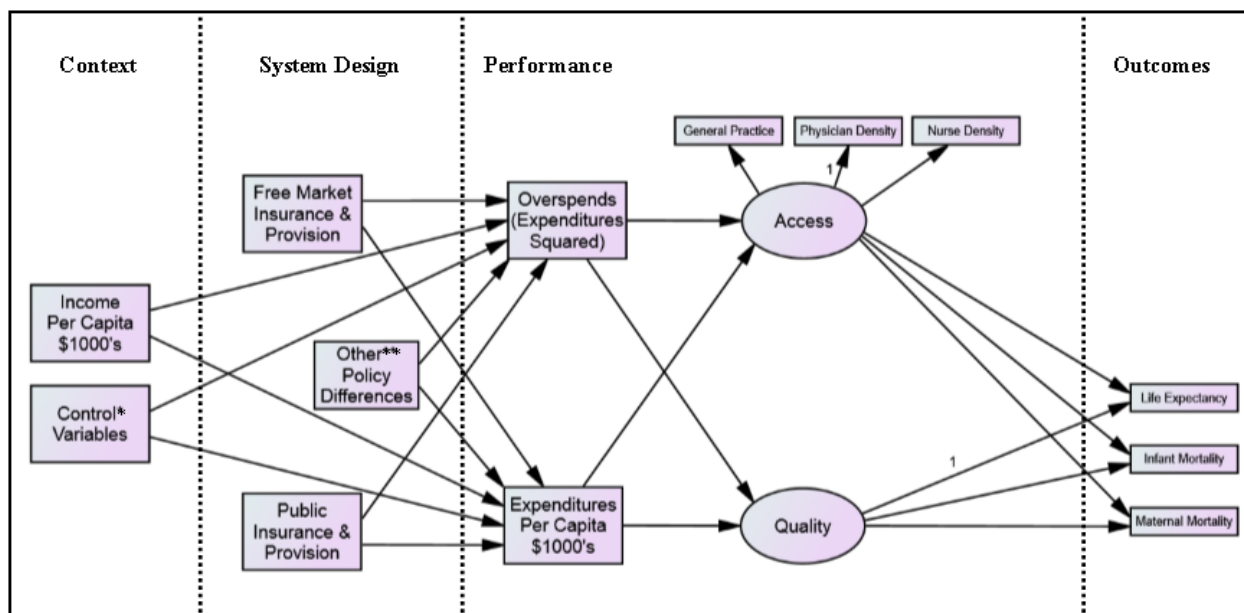 Context
System Design
Performance
Outcomes
General Practice
Physician Density
Nurse Density
1
Free Market
Insurance &
Provision
Overspends
(Expenditures
Squared)
Access
Income
Per Capita
$1000's
Other**
Policy
Differences
Control*
Variables
Life Expectancy
1
Infant Mortality
Public
Insurance &
Provision
Expenditures
Per Capita
$1000's
Quality
Maternal Mortality